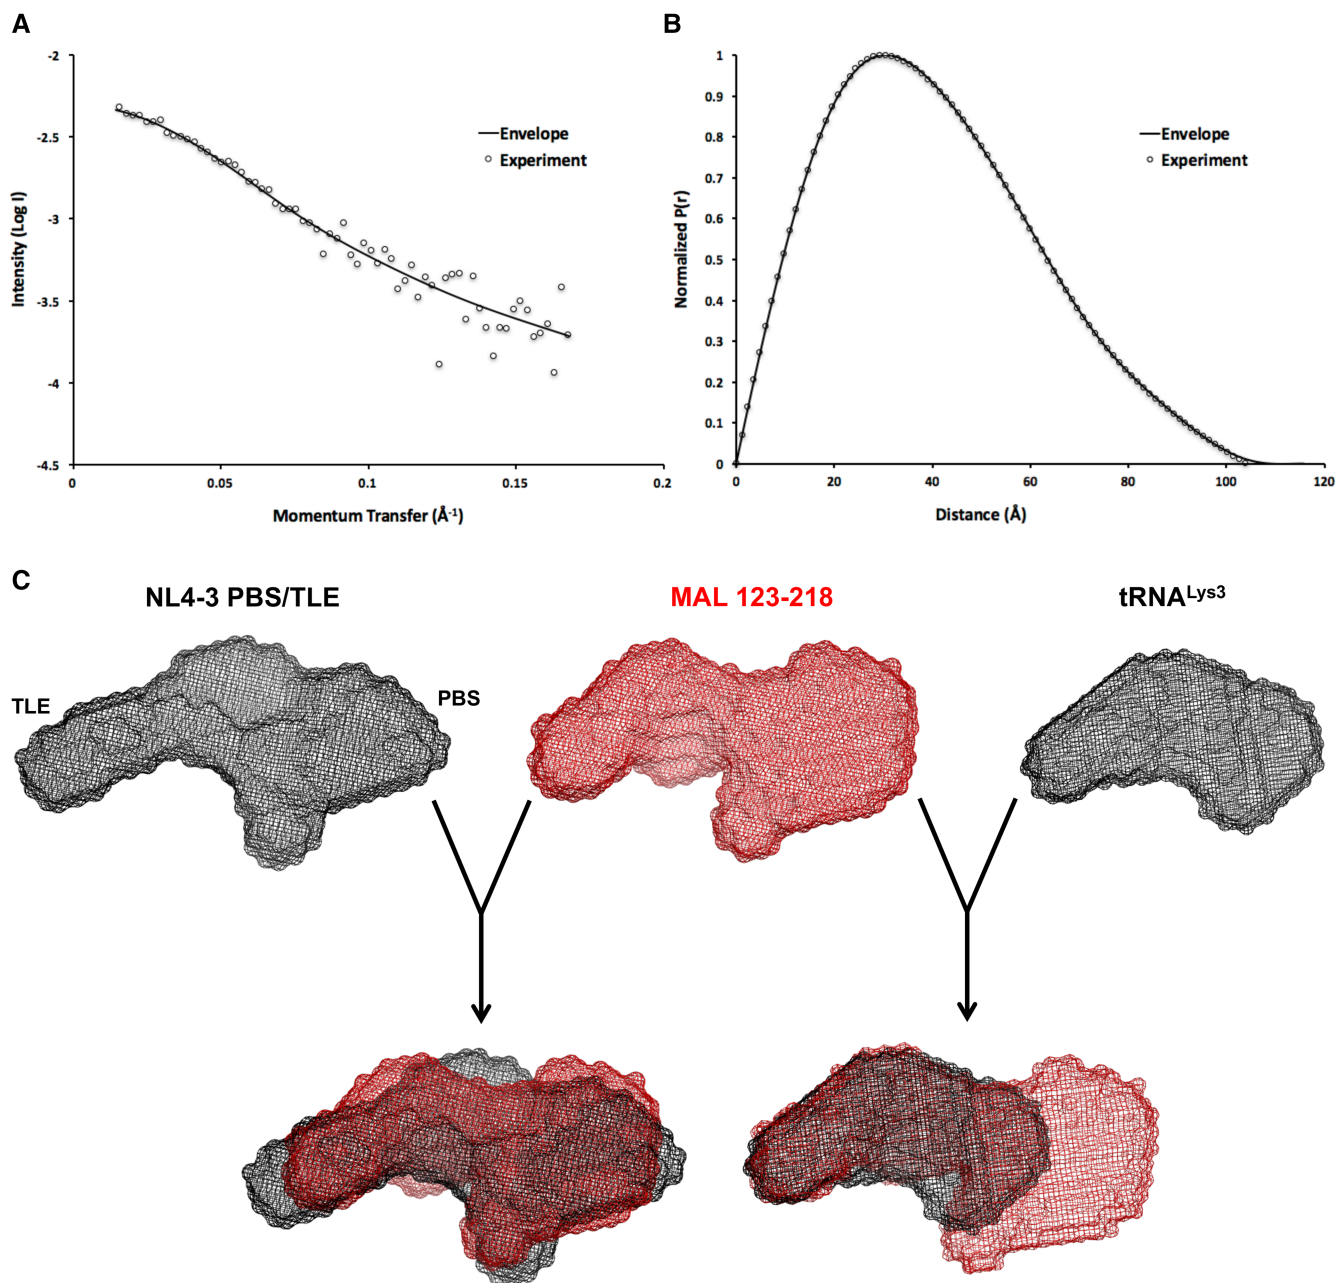 A
-2
-2.5
-3
-3.5
-4
-4.5
0
0.05
0.1
0.15
0.2
Intensity (Log I)
Momentum Transfer (Å⁻¹)
Envelope
Experiment
B
1
0.9
0.8
0.7
0.6
0.5
0.4
0.3
0.2
0.1
0
0
20
40
60
80
100
120
Normalized P(r)
Distance (Å)
Envelope
Experiment
C
NL4-3 PBS/TLE
MAL 123-218
tRNA^Lys3
TLE
PBS